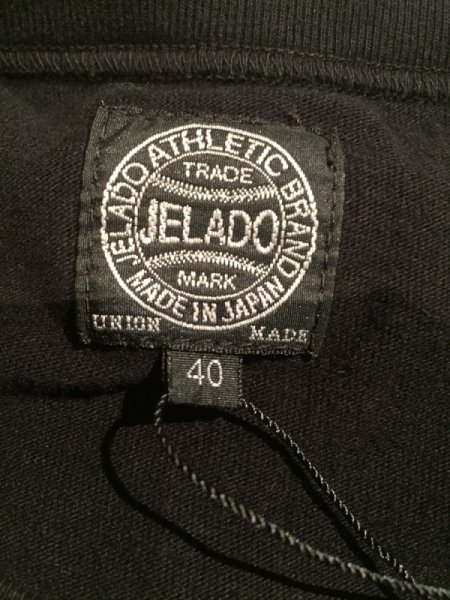 JELADO ATHLETIC BRAND
TRADE
JELADO
MARK
MADE IN JAPAN
UNION MADE
40